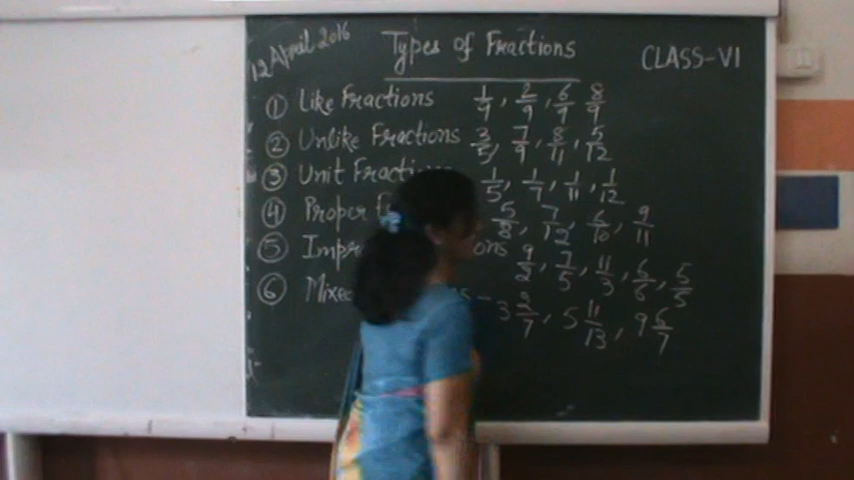 12 April 2016
Types of Fractions
CLASS-VI
① Like Fractions 1/9, 2/9, 6/9 8/9
② Unlike Fractions 3/5, 7/9, 8/11, 5/12
③ Unit Fractions 1/5, 1/7, 1/11, 1/12
④ Proper F 5/8, 7/12, 6/10, 9/11
⑤ Impr ons 9/2, 7/5, 11/3, 6/6, 5/5
⑥ Mixed s - 3 2/7, 5 11/13, 9 6/7